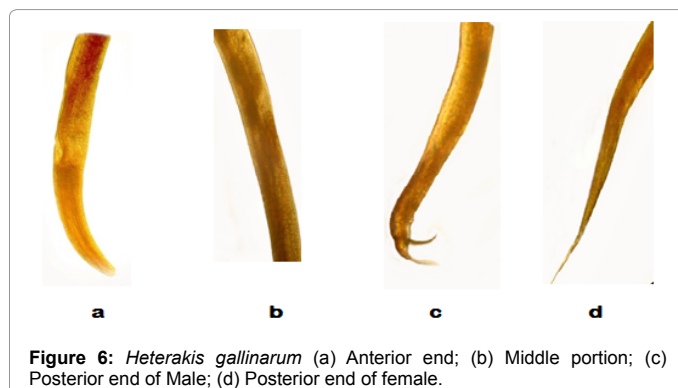 a b c d
Figure 6: Heterakis gallinarum (a) Anterior end; (b) Middle portion; (c)
Posterior end of Male; (d) Posterior end of female.